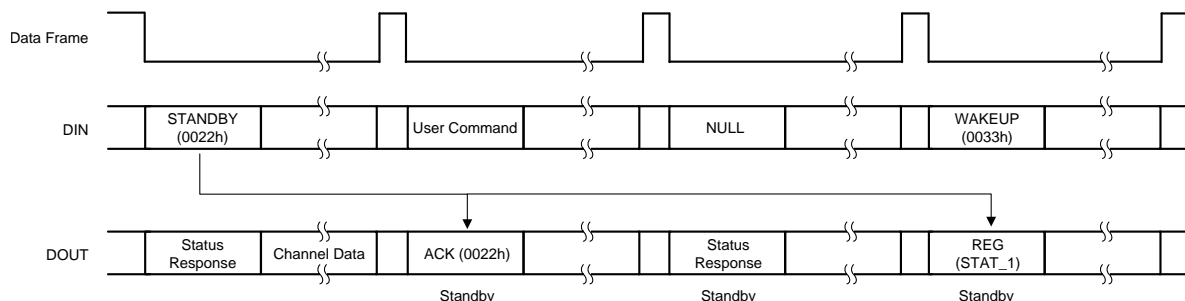 Data Frame
DIN
STANDBY
(0022h)
User Command
NULL
WAKEUP
(0033h)
DOUT
Status
Response
Channel Data
ACK (0022h)
Status
Response
REG
(STAT_1)
Standby
Standby
Standby